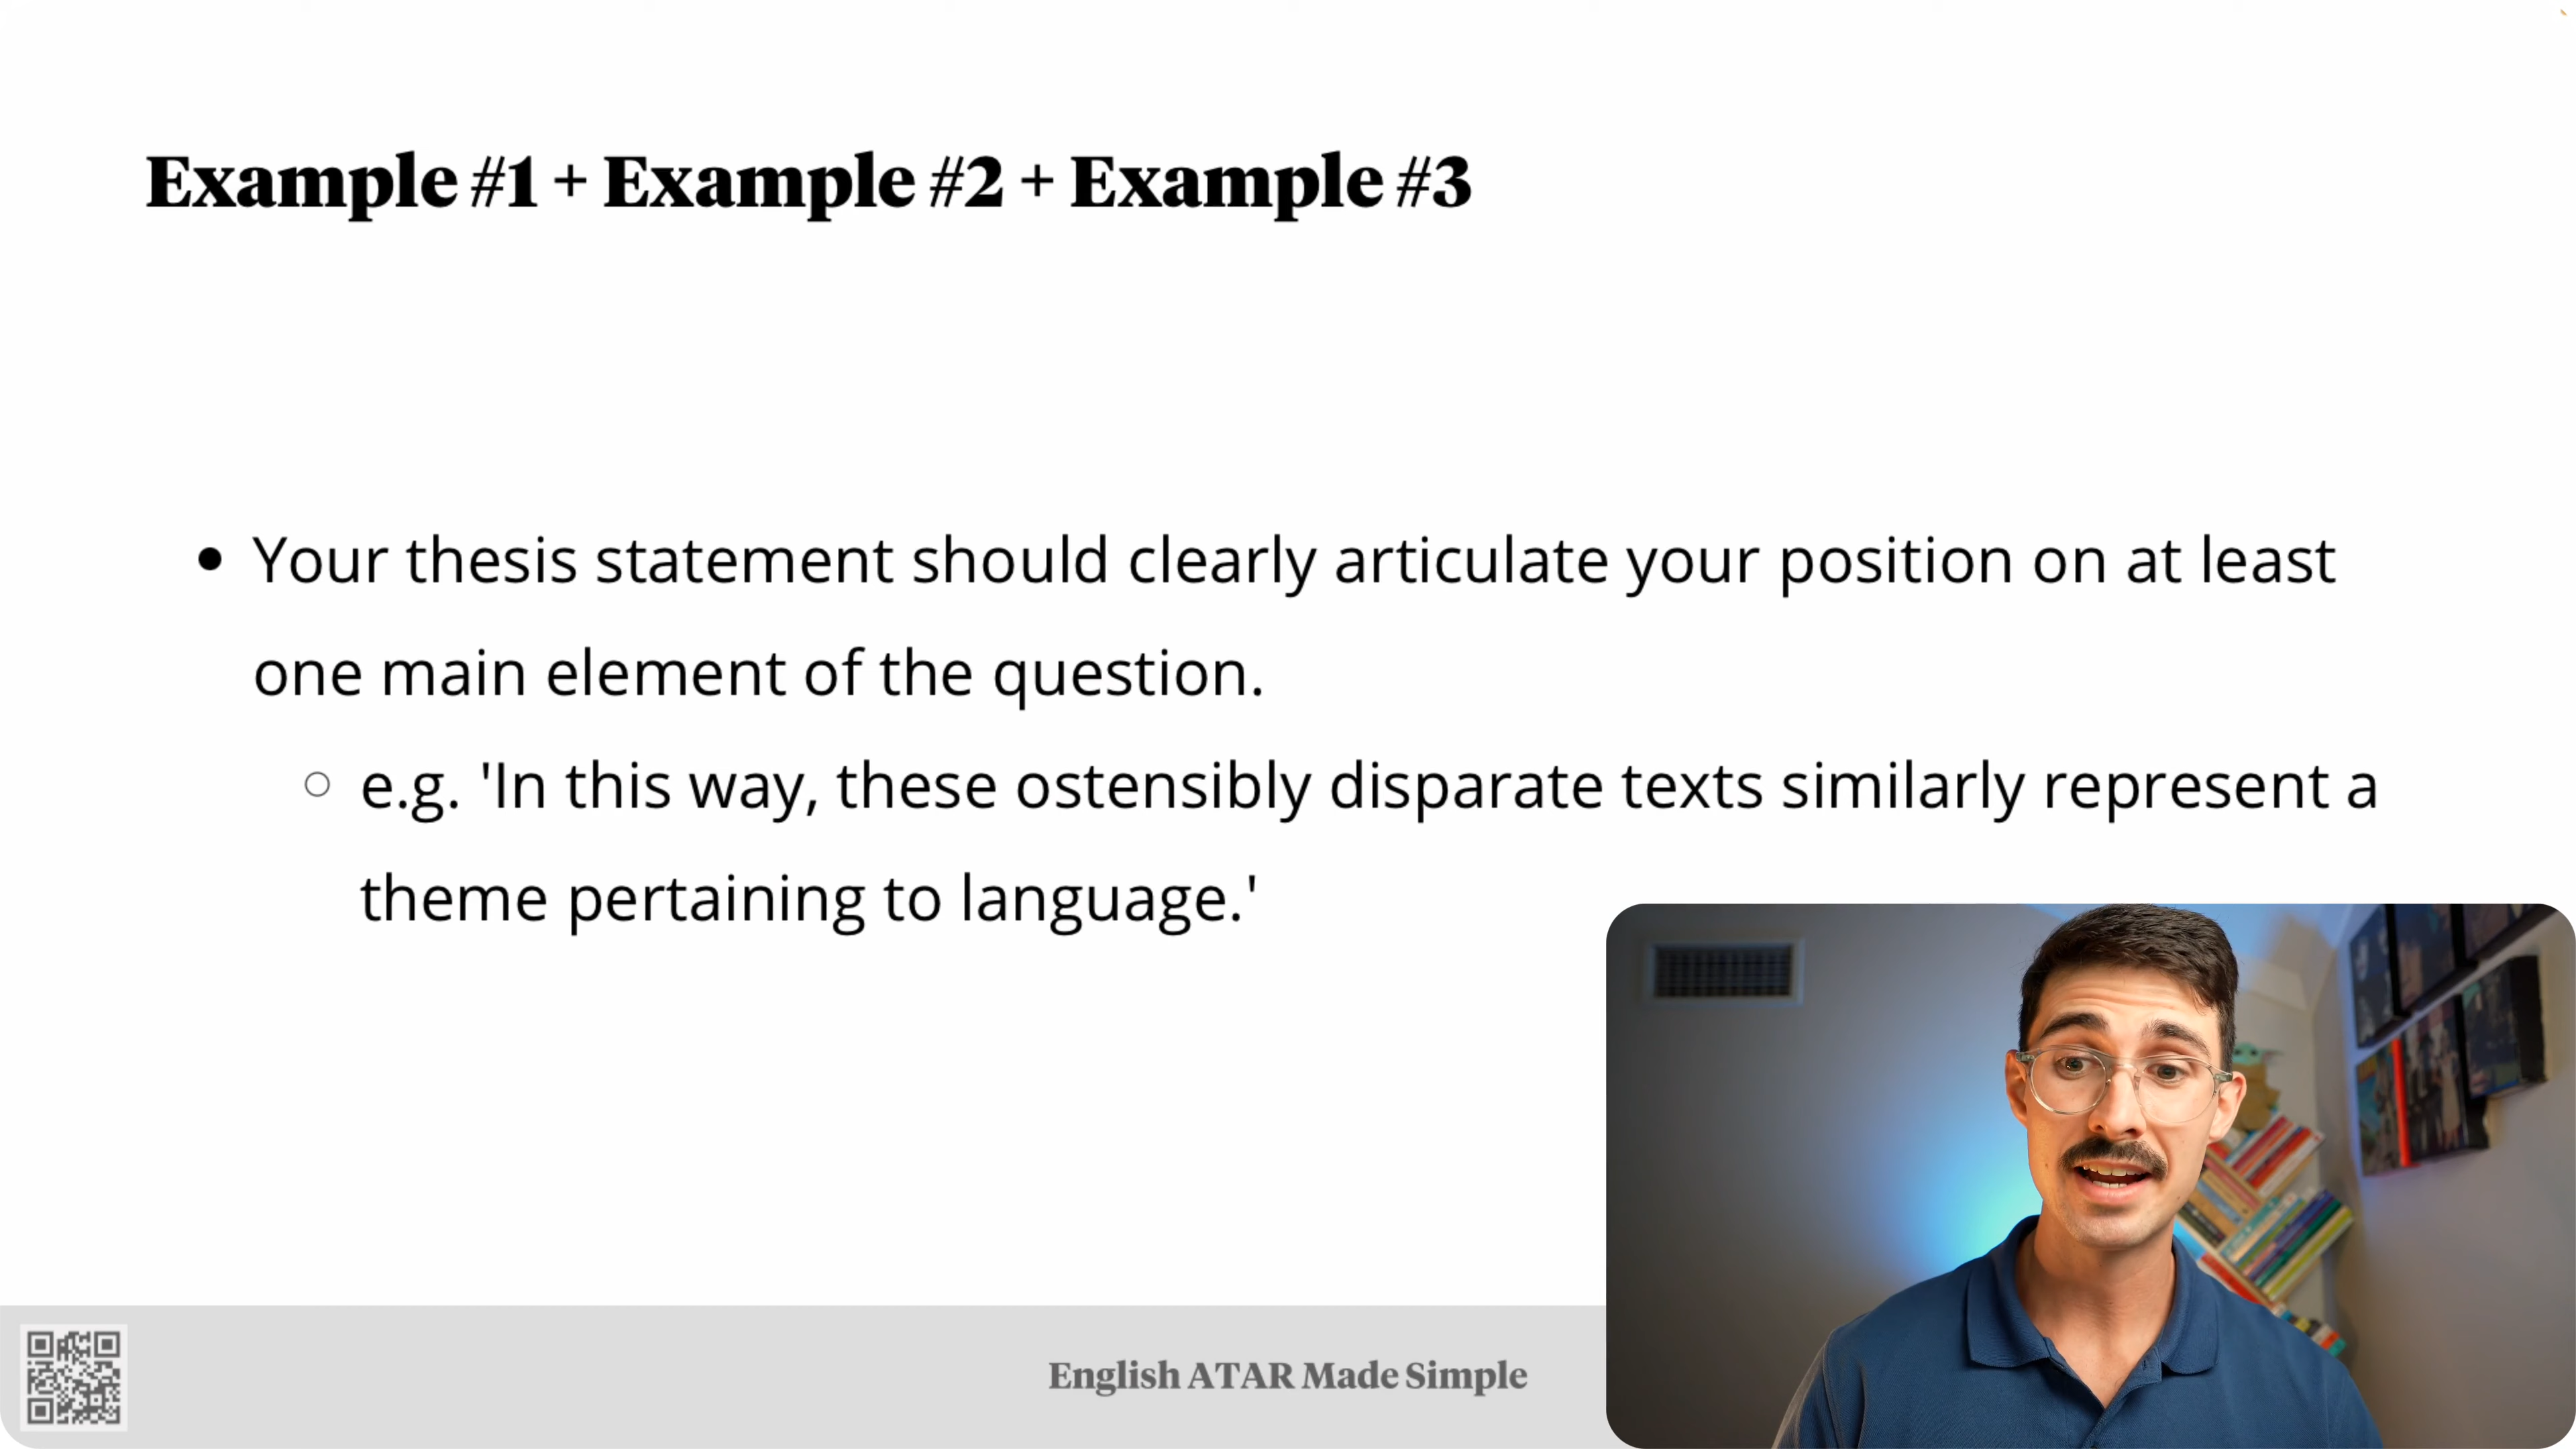 Example #1 + Example #2 + Example #3
• Your thesis statement should clearly articulate your position on at least
one main element of the question.
○ e.g. 'In this way, these ostensibly disparate texts similarly represent a
theme pertaining to language.'
English ATAR Made Simple